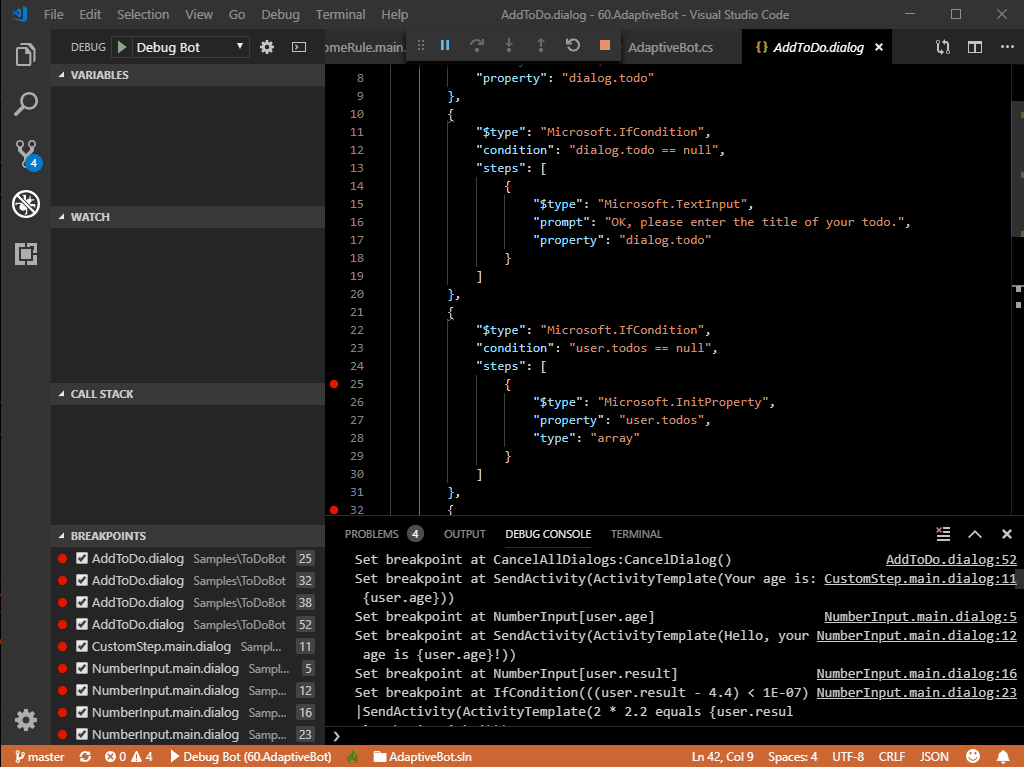 File Edit Selection View Go Debug Terminal Help AddToDo.dialog - 60.AdaptiveBot - Visual Studio Code
DEBUG Debug Bot omeRule.main. AdaptiveBot.cs {} AddToDo.dialog
VARIABLES
WATCH
CALL STACK
4
8 "property": "dialog.todo"
9 },
10 {
11 "$type": "Microsoft.IfCondition",
12 "condition": "dialog.todo == null",
13 "steps": [
14 {
15 "$type": "Microsoft.TextInput",
16 "prompt": "OK, please enter the title of your todo.",
17 "property": "dialog.todo"
18 }
19 ]
20 },
21 {
22 "$type": "Microsoft.IfCondition",
23 "condition": "user.todos == null",
24 "steps": [
25 {
26 "$type": "Microsoft.InitProperty",
27 "property": "user.todos",
28 "type": "array"
29 }
30 ]
31 },
32 {
BREAKPOINTS
AddToDo.dialog Samples\ToDoBot 25
AddToDo.dialog Samples\ToDoBot 32
AddToDo.dialog Samples\ToDoBot 38
AddToDo.dialog Samples\ToDoBot 52
CustomStep.main.dialog Sampl... 11
NumberInput.main.dialog Sampl... 5
NumberInput.main.dialog Samp... 12
NumberInput.main.dialog Samp... 16
NumberInput.main.dialog Samp... 23
PROBLEMS 4 OUTPUT DEBUG CONSOLE TERMINAL
Set breakpoint at CancelAllDialogs:CancelDialog() AddToDo.dialog:52
Set breakpoint at SendActivity(ActivityTemplate(Your age is: CustomStep.main.dialog:11
{user.age}))
Set breakpoint at NumberInput[user.age] NumberInput.main.dialog:5
Set breakpoint at SendActivity(ActivityTemplate(Hello, your NumberInput.main.dialog:12
age is {user.age}!))
Set breakpoint at NumberInput[user.result] NumberInput.main.dialog:16
Set breakpoint at IfCondition(((user.result - 4.4) < 1E-07) NumberInput.main.dialog:23
|SendActivity(ActivityTemplate(2 * 2.2 equals {user.resul
master 0 4 Debug Bot (60.AdaptiveBot) AdaptiveBot.sln Ln 42, Col 9 Spaces: 4 UTF-8 CRLF JSON